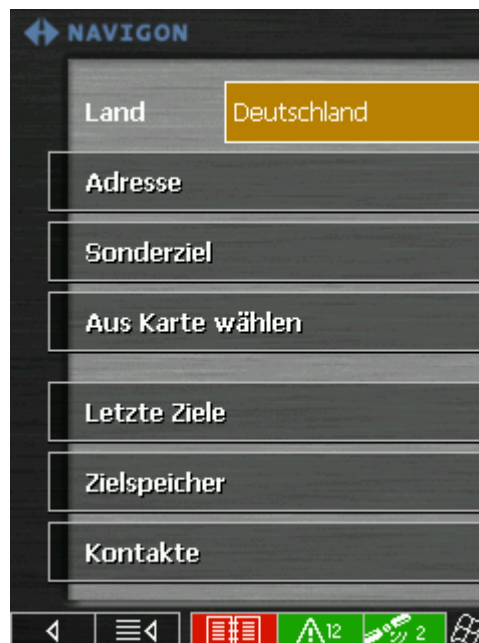 NAVIGON
Land Deutschland
Adresse
Sonderziel
Aus Karte wählen
Letzte Ziele
Zielspeicher
Kontakte
12 2